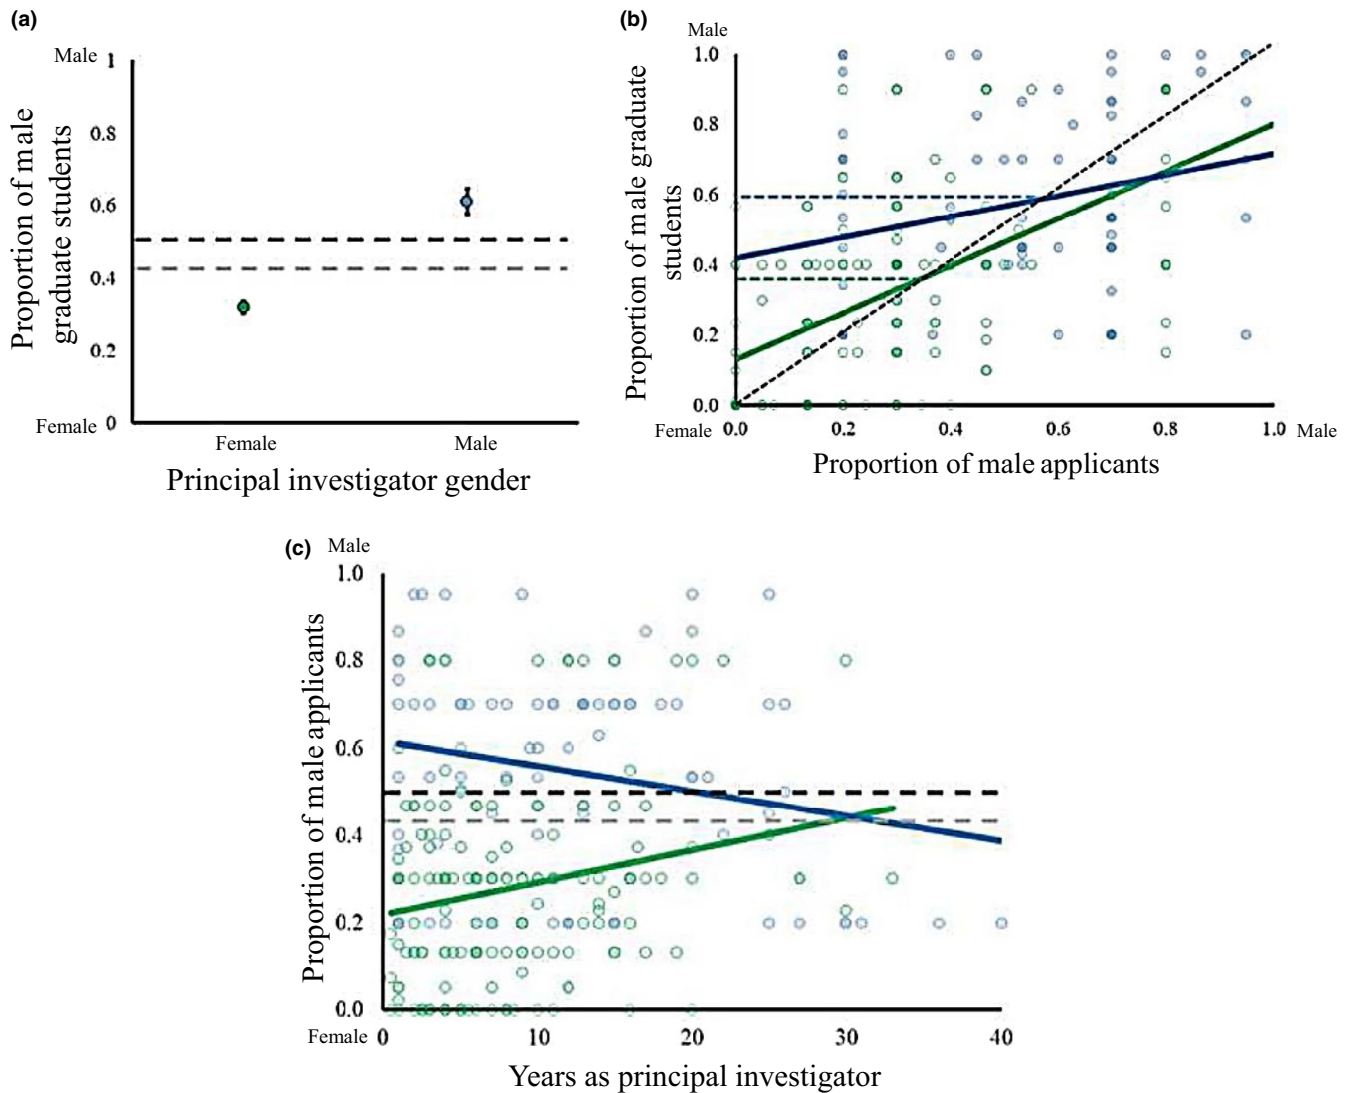 (a)
Male
1
0.8
0.6
0.4
0.2
0
Female
Proportion of male
graduate students
Female
Male
Principal investigator gender
(b)
Male
1.0
0.8
0.6
0.4
0.2
0.0
Proportion of male graduate
students
Female 0.0 0.2 0.4 0.6 0.8 1.0 Male
Proportion of male applicants
(c)
Male
1.0
0.8
0.6
0.4
0.2
0.0
Proportion of male applicants
Female 0 10 20 30 40
Years as principal investigator